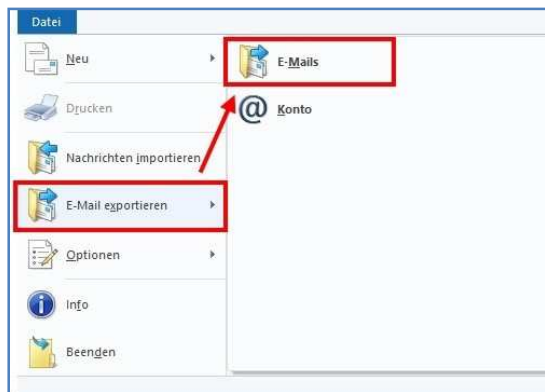 Datei
Neu
Drucken
Nachrichten importieren
E-Mail exportieren
Optionen
Info
Beenden
E-Mails
Konto